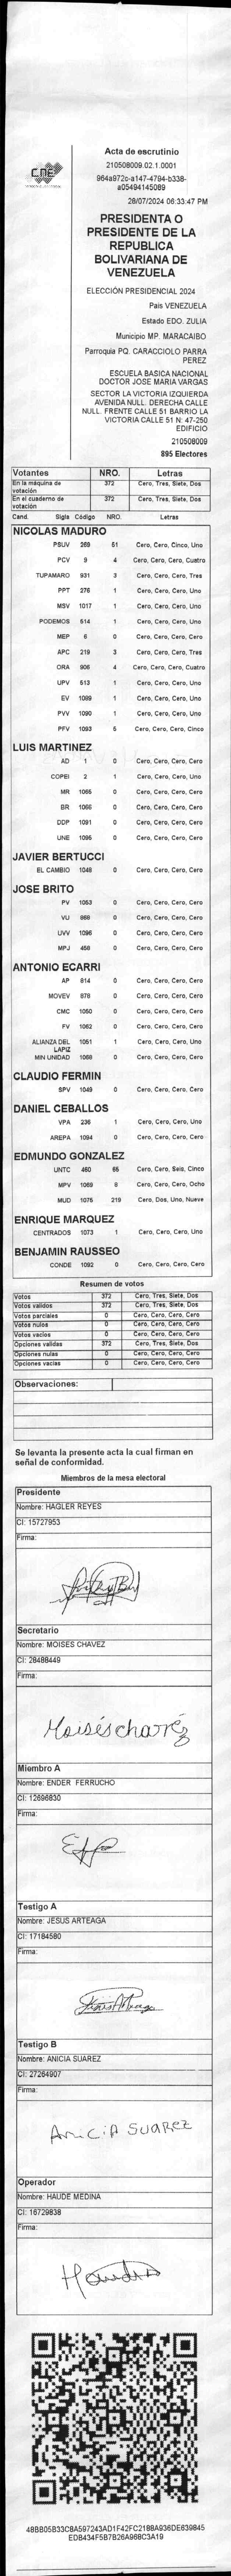 CNE
Acta de escrutinio
210508009.02.1.0001
964a972c-a147-4794-b338-
a05494145089
28/07/2024 06:33:47 PM
PRESIDENTA O
PRESIDENTE DE LA
REPUBLICA
BOLIVARIANA DE
VENEZUELA
ELECCIÓN PRESIDENCIAL 2024
Pais VENEZUELA
Estado EDO. ZULIA
Municipio MP. MARACAIBO
Parroquia PQ. CARACCIOLO PARRA
PEREZ
ESCUELA BASICA NACIONAL
DOCTOR JOSE MARIA VARGAS
SECTOR LA VICTORIA IZQUIERDA
AVENIDA NULL. DERECHA CALLE
NULL. FRENTE CALLE 51 BARRIO LA
VICTORIA CALLE 51 N: 47-250
EDIFICIO
210508009
895 Electores
Votantes NRO. Letras
En la máquina de votación 372 Cero, Tres, Siete, Dos
En el cuaderno de votación 372 Cero, Tres, Siete, Dos
Cand. Sigla Código NRO. Letras
NICOLAS MADURO
PSUV 269 51 Cero, Cero, Cinco, Uno
PCV 9 4 Cero, Cero, Cero, Cuatro
TUPAMARO 931 3 Cero, Cero, Cero, Tres
PPT 276 1 Cero, Cero, Cero, Uno
MSV 1017 1 Cero, Cero, Cero, Uno
PODEMOS 514 1 Cero, Cero, Cero, Uno
MEP 6 0 Cero, Cero, Cero, Cero
APC 219 3 Cero, Cero, Cero, Tres
ORA 906 4 Cero, Cero, Cero, Cuatro
UPV 513 1 Cero, Cero, Cero, Uno
EV 1089 1 Cero, Cero, Cero, Uno
PVV 1090 1 Cero, Cero, Cero, Uno
PFV 1093 5 Cero, Cero, Cero, Cinco
LUIS MARTINEZ
AD 1 0 Cero, Cero, Cero, Cero
COPEI 2 1 Cero, Cero, Cero, Uno
MR 1065 0 Cero, Cero, Cero, Cero
BR 1066 0 Cero, Cero, Cero, Cero
DDP 1091 0 Cero, Cero, Cero, Cero
UNE 1095 0 Cero, Cero, Cero, Cero
JAVIER BERTUCCI
EL CAMBIO 1048 0 Cero, Cero, Cero, Cero
JOSE BRITO
PV 1053 0 Cero, Cero, Cero, Cero
VU 869 0 Cero, Cero, Cero, Cero
UVV 1096 0 Cero, Cero, Cero, Cero
MPJ 458 0 Cero, Cero, Cero, Cero
ANTONIO ECARRI
AP 814 0 Cero, Cero, Cero, Cero
MOVEV 878 0 Cero, Cero, Cero, Cero
CMC 1050 0 Cero, Cero, Cero, Cero
FV 1062 0 Cero, Cero, Cero, Cero
ALIANZA DEL LAPIZ 1051 1 Cero, Cero, Cero, Uno
MIN UNIDAD 1068 0 Cero, Cero, Cero, Cero
CLAUDIO FERMIN
SPV 1049 0 Cero, Cero, Cero, Cero
DANIEL CEBALLOS
VPA 236 1 Cero, Cero, Cero, Uno
AREPA 1094 0 Cero, Cero, Cero, Cero
EDMUNDO GONZALEZ
UNTC 460 65 Cero, Cero, Seis, Cinco
MPV 1069 8 Cero, Cero, Cero, Ocho
MUD 1075 219 Cero, Dos, Uno, Nueve
ENRIQUE MARQUEZ
CENTRADOS 1073 1 Cero, Cero, Cero, Uno
BENJAMIN RAUSSEO
CONDE 1092 0 Cero, Cero, Cero, Cero
Resumen de votos
Votos 372 Cero, Tres, Siete, Dos
Votos validos 372 Cero, Tres, Siete, Dos
Votos parciales 0 Cero, Cero, Cero, Cero
Votos nulos 0 Cero, Cero, Cero, Cero
Votos vacios 0 Cero, Cero, Cero, Cero
Opciones validas 372 Cero, Tres, Siete, Dos
Opciones nulas 0 Cero, Cero, Cero, Cero
Opciones vacias 0 Cero, Cero, Cero, Cero
Observaciones:
Se levanta la presente acta la cual firman en
señal de conformidad.
Miembros de la mesa electoral
Presidente
Nombre: HAGLER REYES
CI: 15727953
Firma:
Secretario
Nombre: MOISES CHAVEZ
CI: 28488449
Firma:
Moisés chavéz
Miembro A
Nombre: ENDER FERRUCHO
CI: 12696830
Firma:
Testigo A
Nombre: JESUS ARTEAGA
CI: 17184580
Firma:
Testigo B
Nombre: ANICIA SUAREZ
CI: 27264907
Firma:
ANiCiA SUAREZ
Operador
Nombre: HAUDE MEDINA
CI: 16729838
Firma:
48BB05B33C8A597243AD1F42FC2188A936DE639845
EDB434F5B7B26A968C3A19